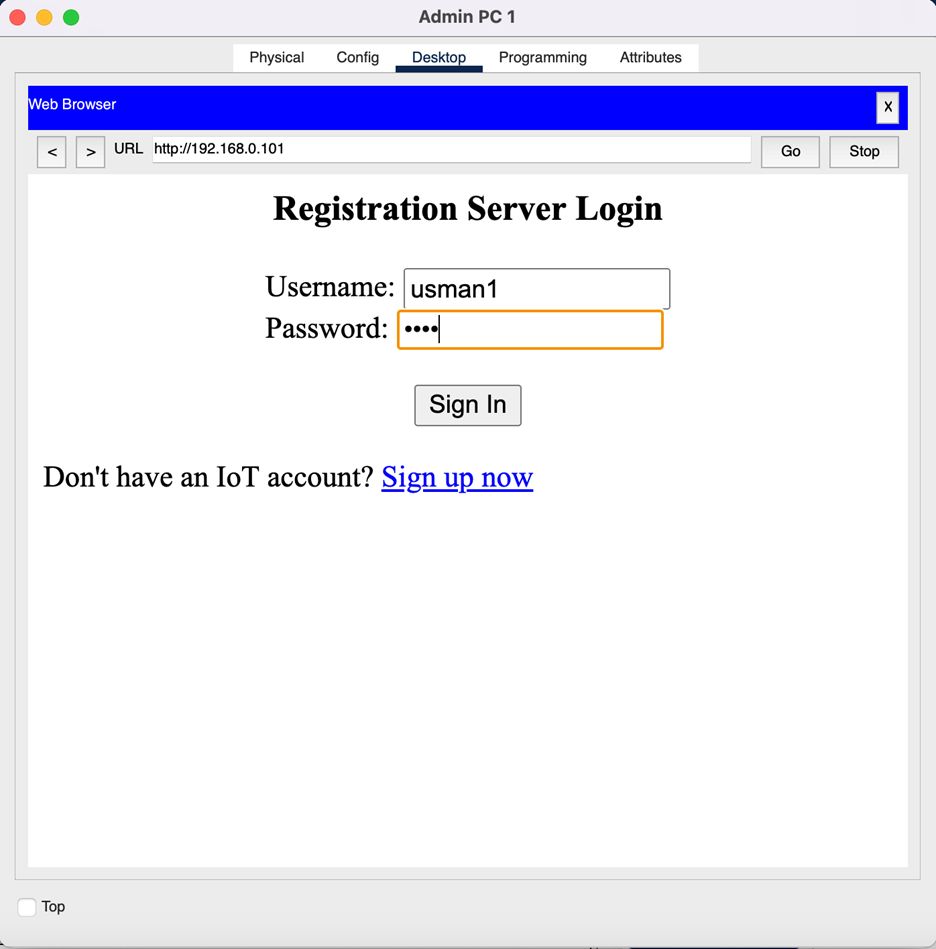 Admin PC 1
Physical Config Desktop Programming Attributes
Web Browser X
< > URL http://192.168.0.101 Go Stop
Registration Server Login
Username: usman1
Password: ••••
Sign In
Don't have an IoT account? Sign up now
Top